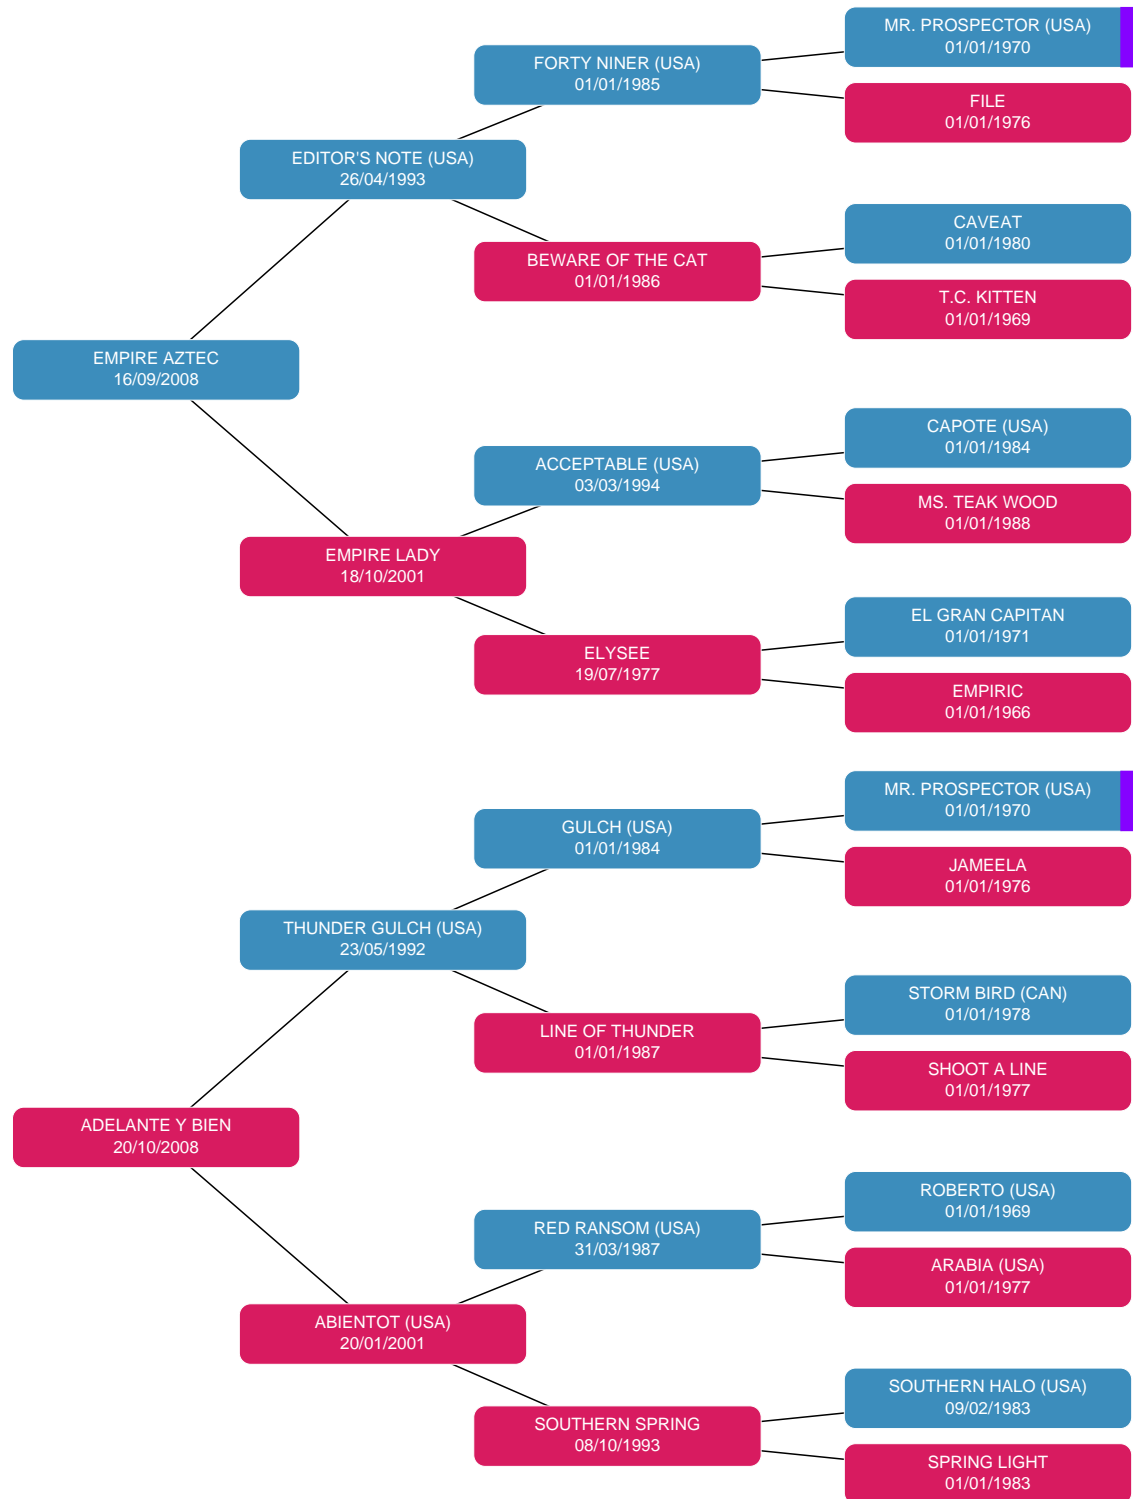 MR. PROSPECTOR (USA)
01/01/1970
FORTY NINER (USA)
01/01/1985
FILE
01/01/1976
EDITOR'S NOTE (USA)
26/04/1993
CAVEAT
01/01/1980
BEWARE OF THE CAT
01/01/1986
T.C. KITTEN
01/01/1969
EMPIRE AZTEC
16/09/2008
CAPOTE (USA)
01/01/1984
ACCEPTABLE (USA)
03/03/1994
MS. TEAK WOOD
01/01/1988
EMPIRE LADY
18/10/2001
EL GRAN CAPITAN
01/01/1971
ELYSEE
19/07/1977
EMPIRIC
01/01/1966
MR. PROSPECTOR (USA)
01/01/1970
GULCH (USA)
01/01/1984
JAMEELA
01/01/1976
THUNDER GULCH (USA)
23/05/1992
STORM BIRD (CAN)
01/01/1978
LINE OF THUNDER
01/01/1987
SHOOT A LINE
01/01/1977
ADELANTE Y BIEN
20/10/2008
ROBERTO (USA)
01/01/1969
RED RANSOM (USA)
31/03/1987
ARABIA (USA)
01/01/1977
ABIENTOT (USA)
20/01/2001
SOUTHERN HALO (USA)
09/02/1983
SOUTHERN SPRING
08/10/1993
SPRING LIGHT
01/01/1983